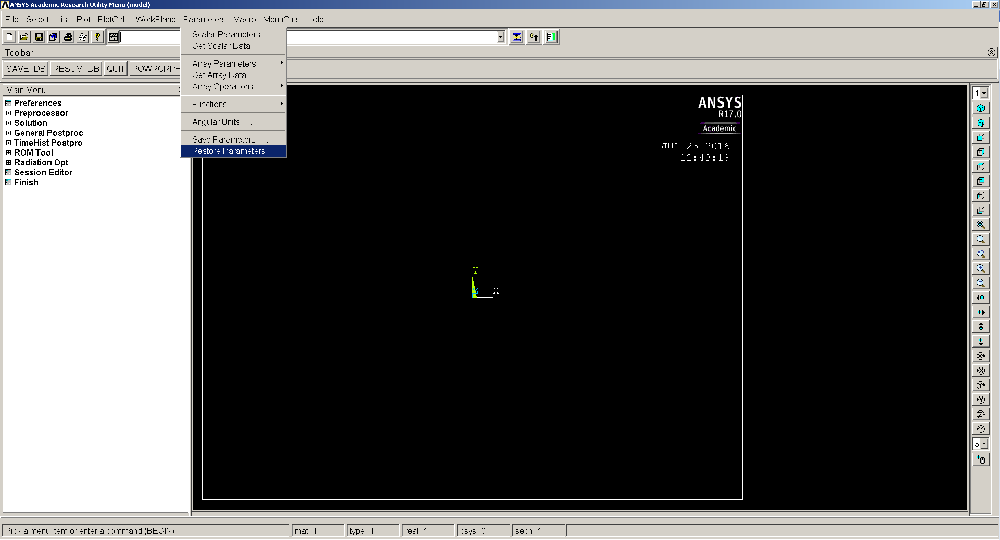 ANSYS Academic Research Utility Menu (model)
File Select List Plot PlotCtrls WorkPlane Parameters Macro MenuCtrls Help
Scalar Parameters ...
Get Scalar Data ...
Toolbar
Array Parameters
SAVE_DB RESUM_DB QUIT POWRGRPH
Get Array Data ...
Array Operations
Main Menu
Preferences
Preprocessor
Solution
General Postproc
TimeHist Postpro
ROM Tool
Radiation Opt
Session Editor
Finish
Functions
Angular Units ...
Save Parameters ...
Restore Parameters ...
ANSYS
R17.0
Academic
JUL 25 2016
12:43:18
Y
Z X
1
3
Pick a menu item or enter a command (BEGIN) mat=1 type=1 real=1 csys=0 secn=1